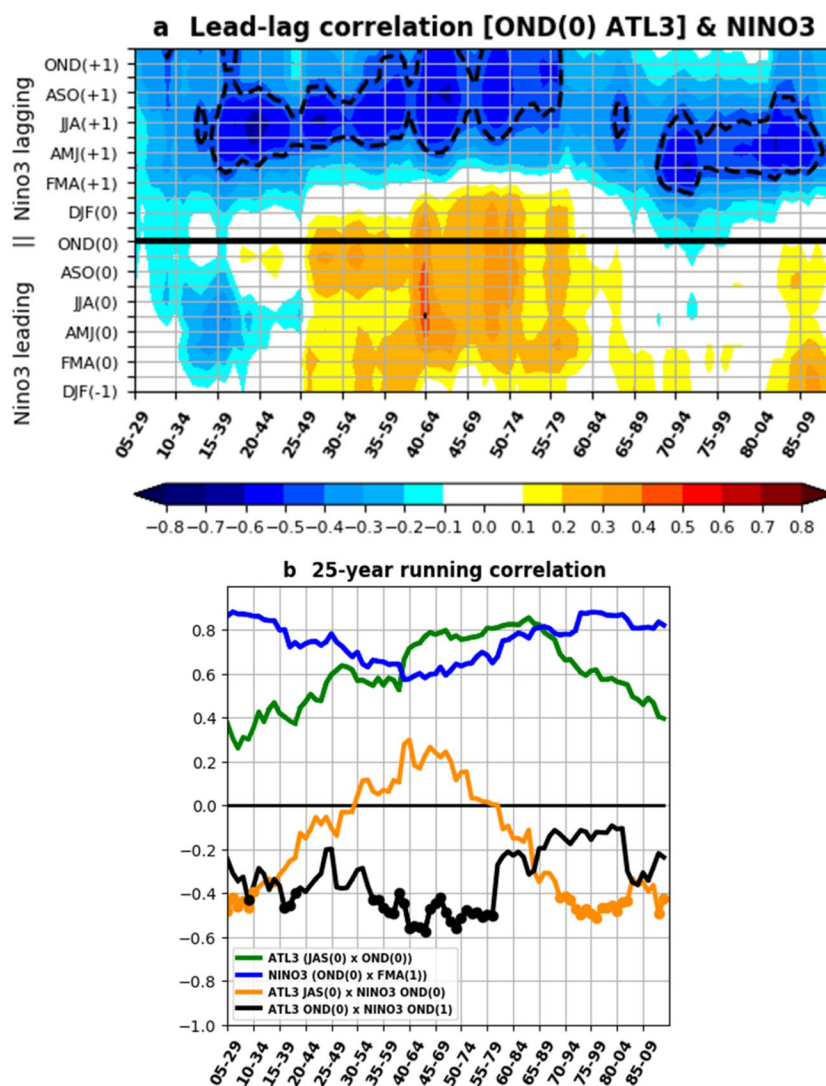 a Lead-lag correlation [OND(0) ATL3] & NINO3
Nino3 leading || Nino3 lagging
OND(+1)
ASO(+1)
JJA(+1)
AMJ(+1)
FMA(+1)
DJF(0)
OND(0)
ASO(0)
JJA(0)
AMJ(0)
FMA(0)
DJF(-1)
05-29 10-34 15-39 20-44 25-49 30-54 35-59 40-64 45-69 50-74 55-79 60-84 65-89 70-94 75-99 80-04 85-09
−0.8 −0.7 −0.6 −0.5 −0.4 −0.3 −0.2 −0.1 0.0 0.1 0.2 0.3 0.4 0.5 0.6 0.7 0.8
b 25-year running correlation
0.8
0.6
0.4
0.2
0.0
−0.2
−0.4
−0.6
−0.8
−1.0
ATL3 (JAS(0) x OND(0))
NINO3 (OND(0) x FMA(1))
ATL3 JAS(0) x NINO3 OND(0)
ATL3 OND(0) x NINO3 OND(1)
05-29 10-34 15-39 20-44 25-49 30-54 35-59 40-64 45-69 50-74 55-79 60-84 65-89 70-94 75-99 80-04 85-09